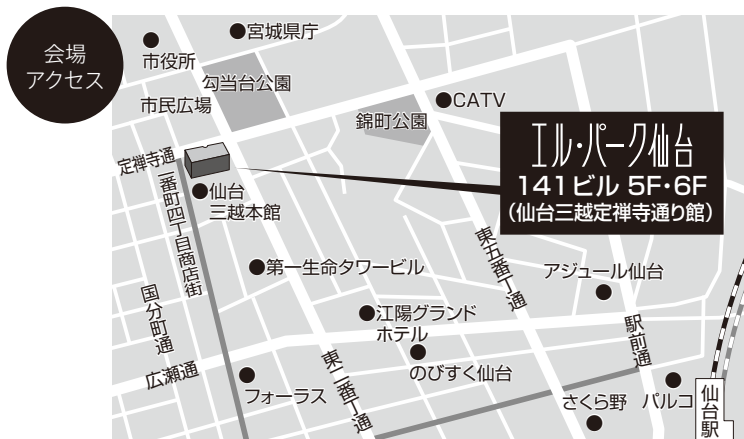 会場
アクセス
宮城県庁
市役所
勾当台公園
市民広場
CATV
錦町公園
エル・パーク仙台
141ビル 5F・6F
(仙台三越定禅寺通り館)
定禅寺通
仙台
三越本館
一番町四丁目商店街
第一生命タワービル
東五番丁通
アジュール仙台
国分町通
江陽グランド
ホテル
駅前通
広瀬通
東二番丁通
のびすく仙台
フォーラス
さくら野
パルコ
仙台駅